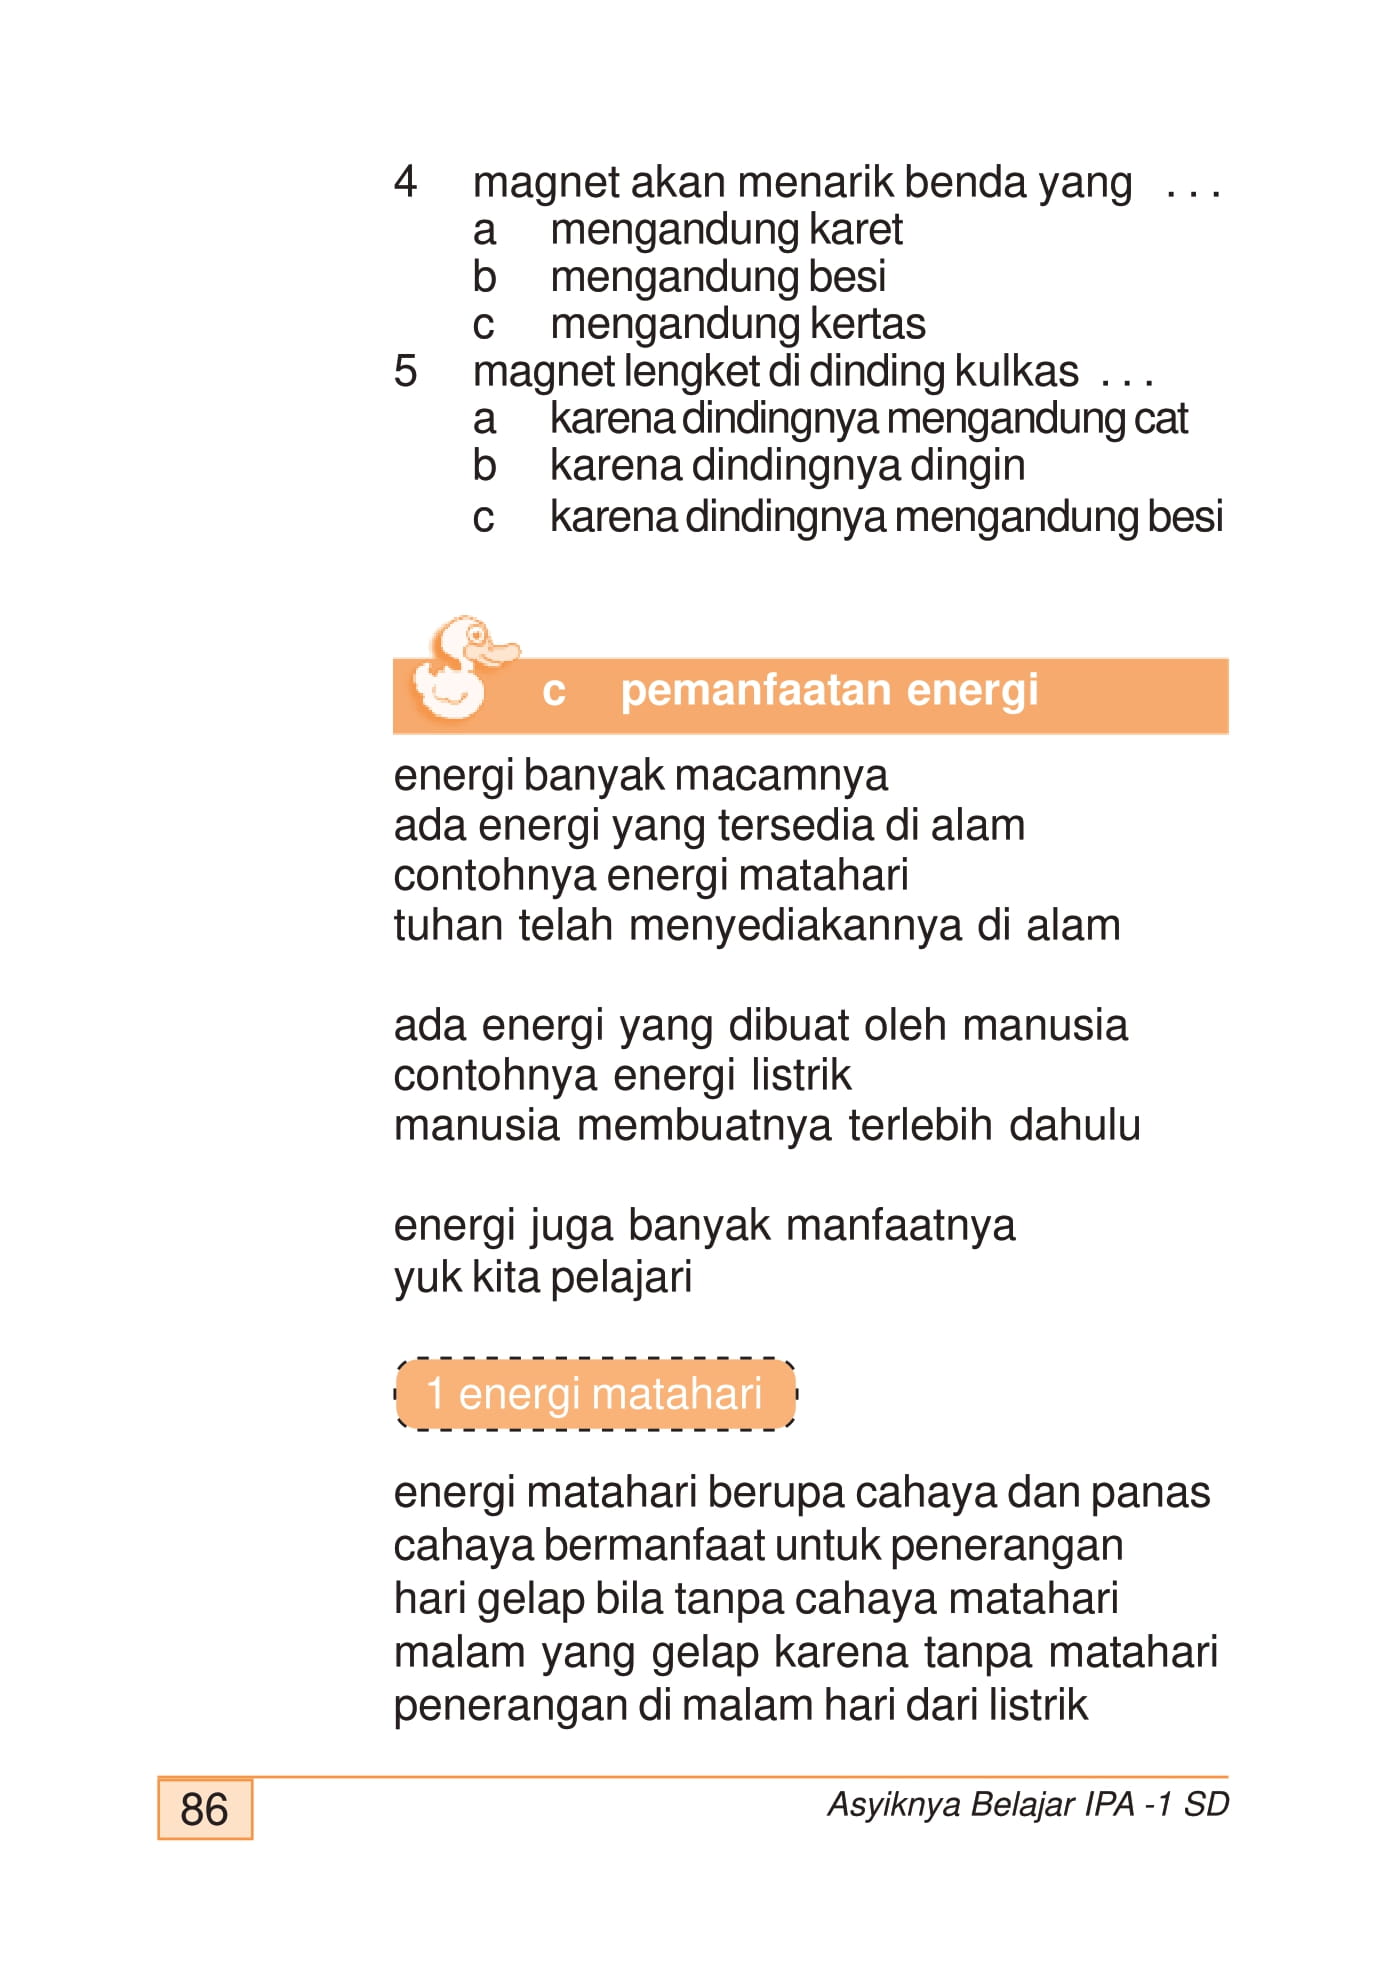 4 magnet akan menarik benda yang . . .
a mengandung karet
b mengandung besi
c mengandung kertas
5 magnet lengket di dinding kulkas . . .
a karena dindingnya mengandung cat
b karena dindingnya dingin
c karena dindingnya mengandung besi
c pemanfaatan energi
energi banyak macamnya
ada energi yang tersedia di alam
contohnya energi matahari
tuhan telah menyediakannya di alam
ada energi yang dibuat oleh manusia
contohnya energi listrik
manusia membuatnya terlebih dahulu
energi juga banyak manfaatnya
yuk kita pelajari
1 energi matahari
energi matahari berupa cahaya dan panas
cahaya bermanfaat untuk penerangan
hari gelap bila tanpa cahaya matahari
malam yang gelap karena tanpa matahari
penerangan di malam hari dari listrik
86
Asyiknya Belajar IPA -1 SD